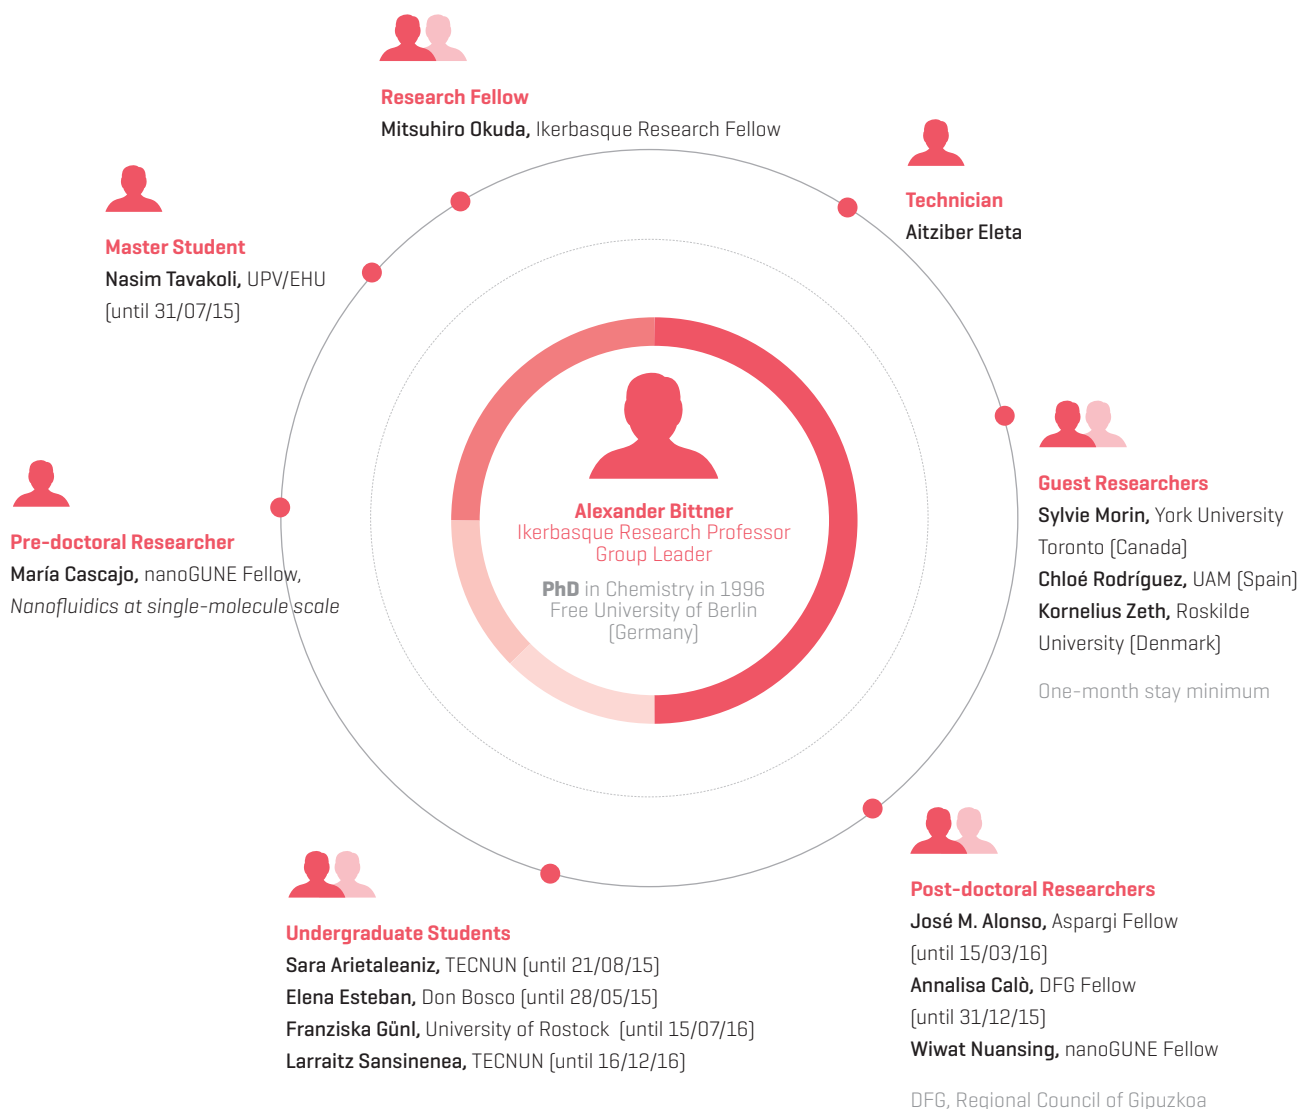 Research Fellow
Mitsuhiro Okuda, Ikerbasque Research Fellow
Technician
Aitziber Eleta
Master Student
Nasim Tavakoli, UPV/EHU
(until 31/07/15)
Guest Researchers
Sylvie Morin, York University
Toronto (Canada)
Chloé Rodríguez, UAM (Spain)
Kornelius Zeth, Roskilde
University (Denmark)
One-month stay minimum
Alexander Bittner
Ikerbasque Research Professor
Group Leader
PhD in Chemistry in 1996
Free University of Berlin
(Germany)
Pre-doctoral Researcher
María Cascajo, nanoGUNE Fellow,
Nanofluidics at single-molecule scale
Undergraduate Students
Sara Arietaleaniz, TECNUN (until 21/08/15)
Elena Esteban, Don Bosco (until 28/05/15)
Franziska Günl, University of Rostock (until 15/07/16)
Larraitz Sansinenea, TECNUN (until 16/12/16)
Post-doctoral Researchers
José M. Alonso, Aspargi Fellow
(until 15/03/16)
Annalisa Calò, DFG Fellow
(until 31/12/15)
Wiwat Nuansing, nanoGUNE Fellow
DFG, Regional Council of Gipuzkoa